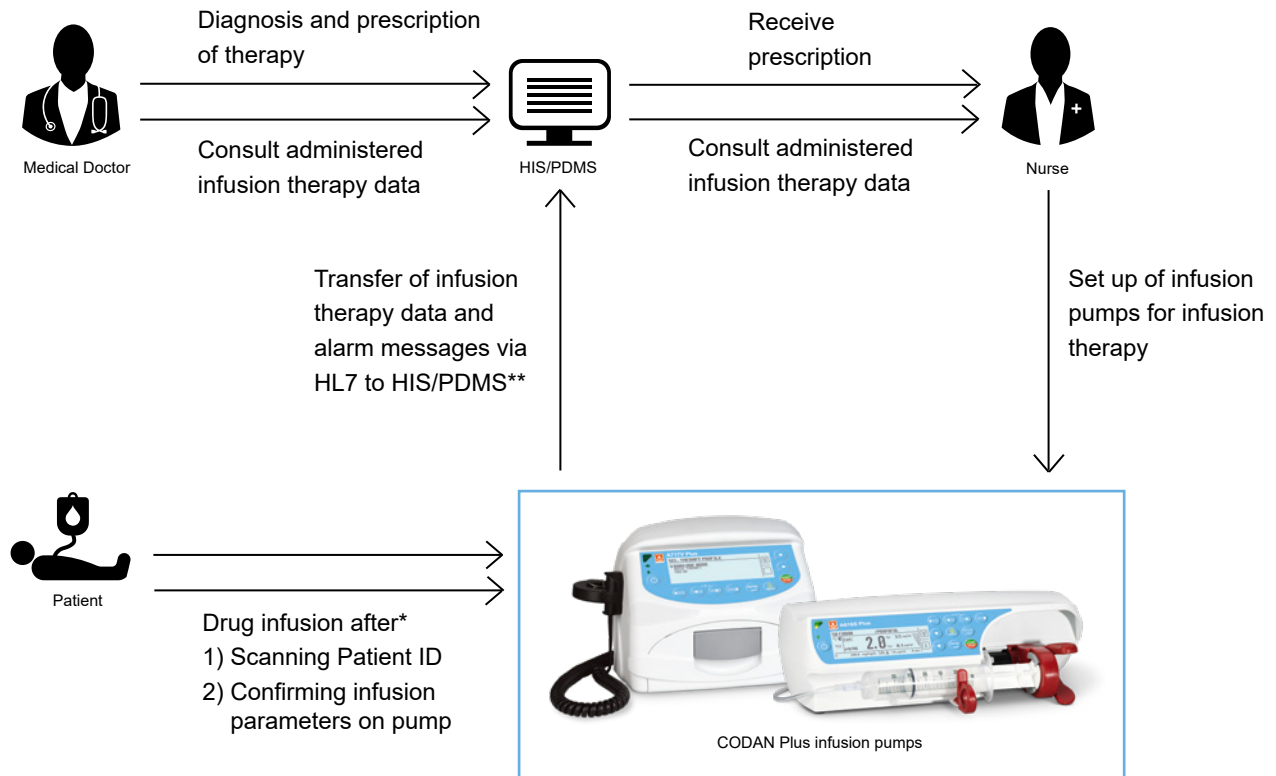 Diagnosis and prescription
of therapy
Receive
prescription
Consult administered
infusion therapy data
Consult administered
infusion therapy data
Medical Doctor
HIS/PDMS
Nurse
Transfer of infusion
therapy data and
alarm messages via
HL7 to HIS/PDMS**
Set up of infusion
pumps for infusion
therapy
Patient
Drug infusion after*
1) Scanning Patient ID
2) Confirming infusion
parameters on pump
2.0
CODAN Plus infusion pumps